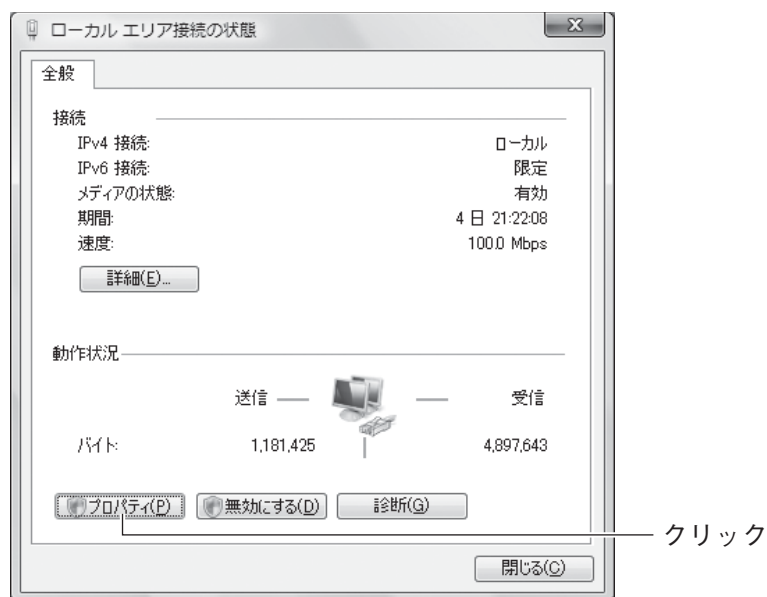 ローカル エリア接続の状態
全般
接続
IPv4 接続: ローカル
IPv6 接続: 限定
メディアの状態: 有効
期間: 4 日 21:22:08
速度: 100.0 Mbps
詳細(E)...
動作状況
送信 受信
バイト: 1,181,425 4,897,643
プロパティ(P) 無効にする(D) 診断(G)
クリック
閉じる(C)